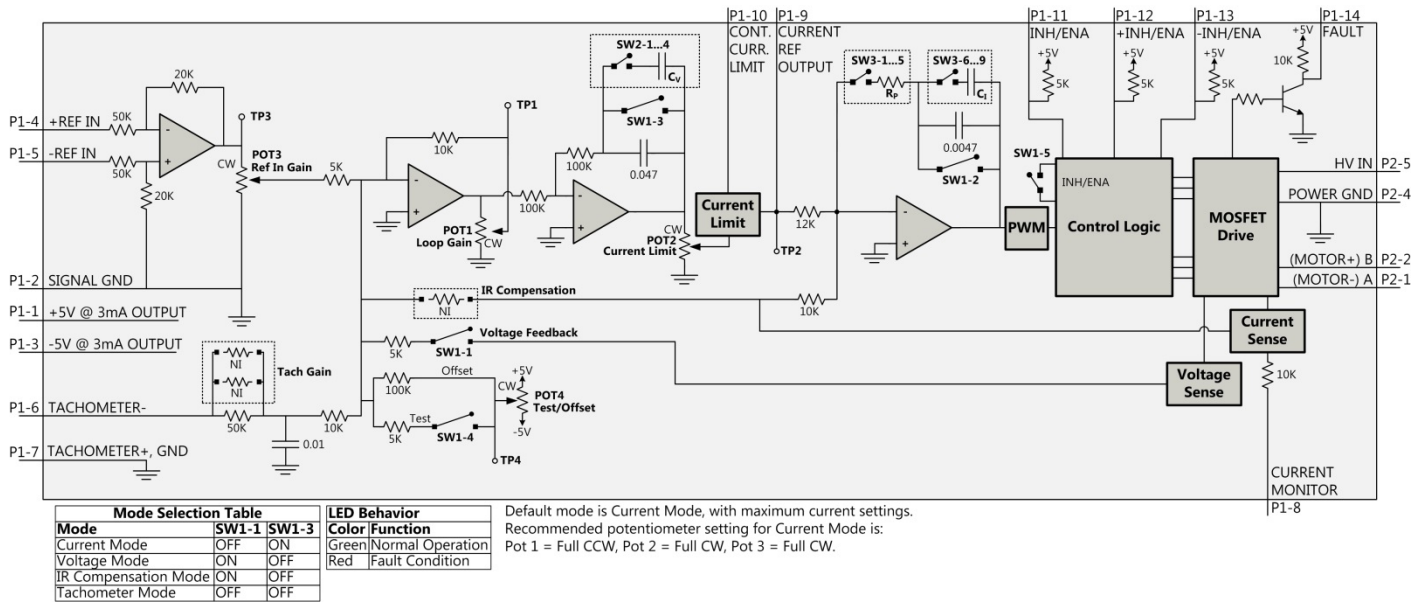 P1-10 P1-9 P1-11 P1-12 P1-13 P1-14
CONT. CURR. LIMIT
CURRENT REF OUTPUT
INH/ENA +INH/ENA -INH/ENA FAULT
+5V +5V +5V +5V
5K 5K 5K 10K
SW2-1...4
CV
SW1-3
0.047
100K
SW3-1...5
RP
SW3-6...9
CI
0.0047
SW1-2
20K
P1-4 +REF IN 50K
P1-5 -REF IN 50K
- +
20K
TP3
CW
POT3
Ref In Gain
5K
TP1
10K
- +
POT1 CW
Loop Gain
100K
- +
CW
POT2
Current Limit
Current Limit
TP2
12K
- +
PWM
SW1-5
INH/ENA
Control Logic
MOSFET Drive
HV IN P2-5
POWER GND P2-4
(MOTOR+) B P2-2
(MOTOR-) A P2-1
P1-2 SIGNAL GND
P1-1 +5V @ 3mA OUTPUT
P1-3 -5V @ 3mA OUTPUT
IR Compensation
NI
10K
Voltage Feedback
5K
SW1-1
Current Sense
Voltage Sense
10K
NI
NI
Tach Gain
Offset
100K
Test
5K
SW1-4
+5V
CW
POT4
Test/Offset
-5V
TP4
P1-6 TACHOMETER-
50K
10K
0.01
P1-7 TACHOMETER+, GND
CURRENT MONITOR
P1-8
Mode Selection Table
Mode SW1-1 SW1-3
Current Mode OFF ON
Voltage Mode ON OFF
IR Compensation Mode ON OFF
Tachometer Mode OFF OFF
LED Behavior
Color Function
Green Normal Operation
Red Fault Condition
Default mode is Current Mode, with maximum current settings.
Recommended potentiometer setting for Current Mode is:
Pot 1 = Full CCW, Pot 2 = Full CW, Pot 3 = Full CW.